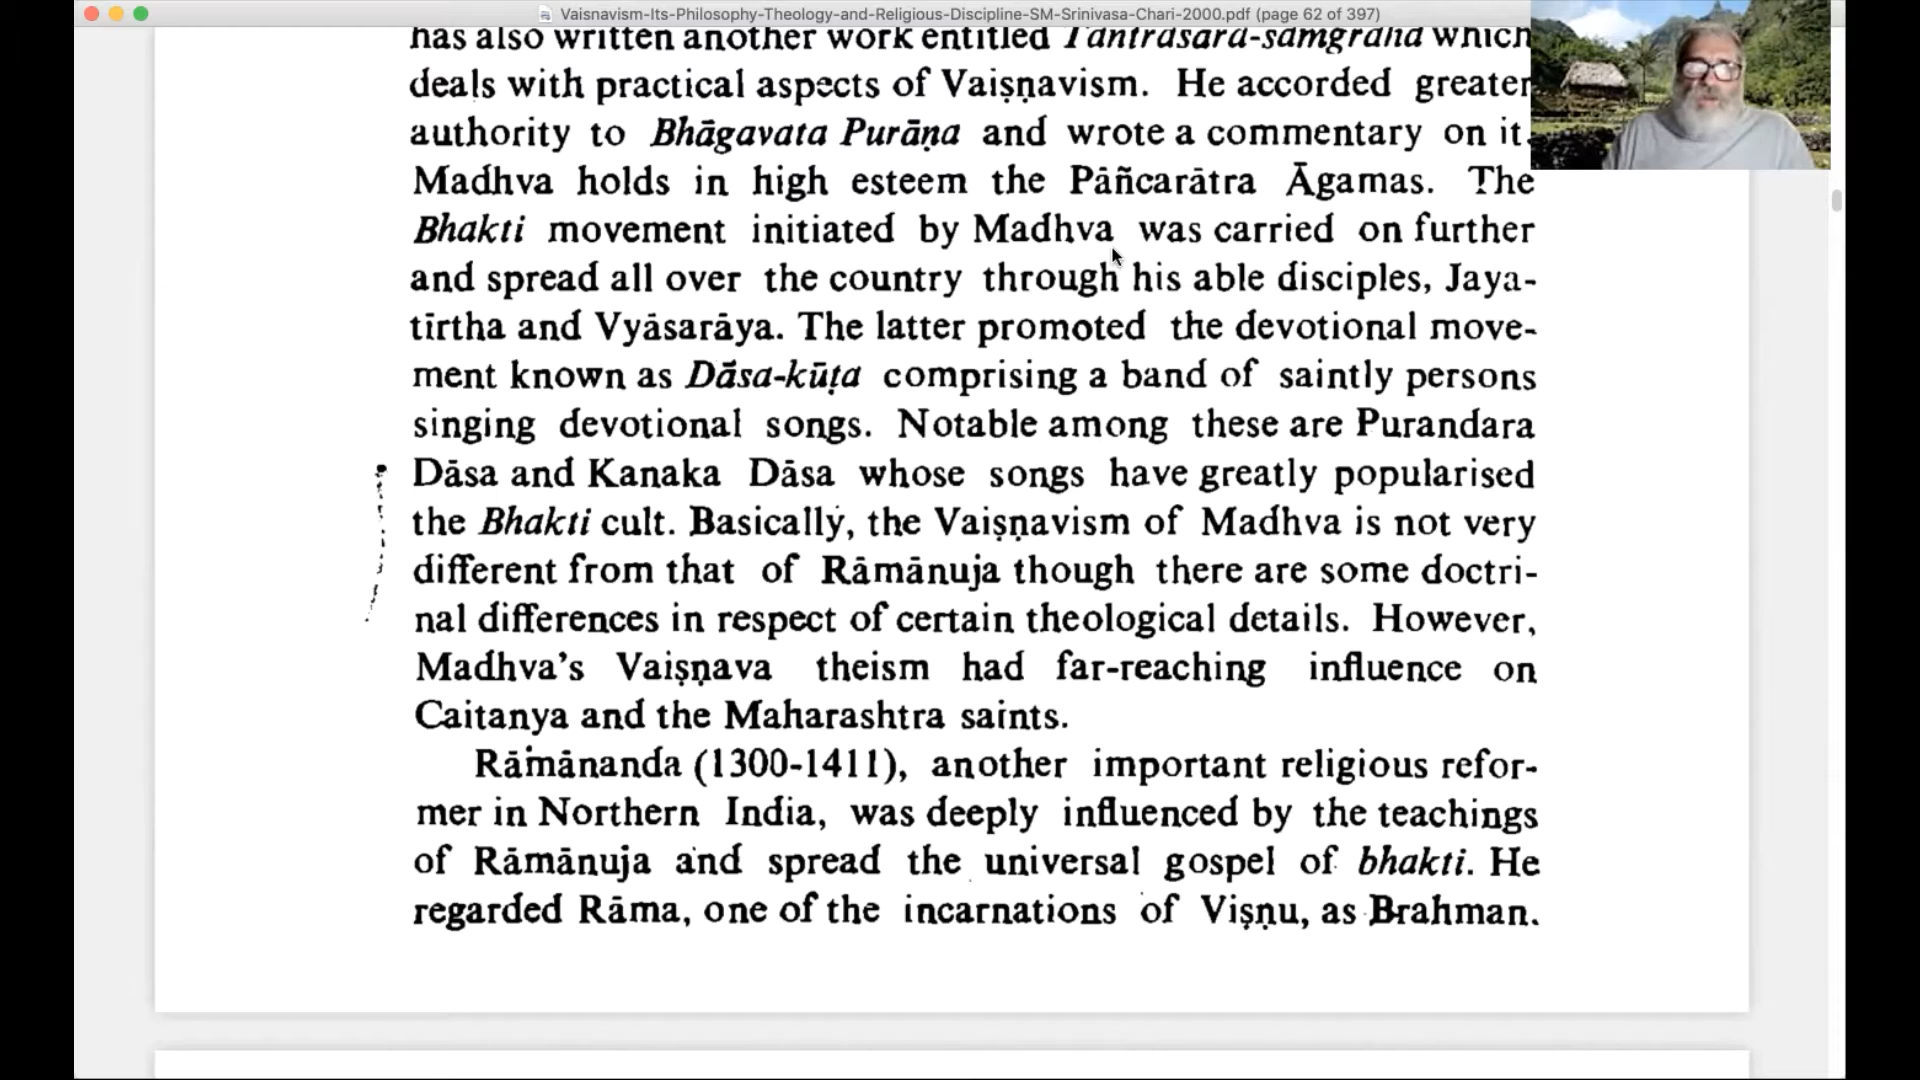 Vaisnavism-Its-Philosophy-Theology-and-Religious-Discipline-SM-Srinivasa-Chari-2000.pdf (page 62 of 397)
has also written another work entitled Tantrasāra-saṁgraha which
deals with practical aspects of Vaiṣṇavism. He accorded greater
authority to Bhāgavata Purāṇa and wrote a commentary on it.
Madhva holds in high esteem the Pāñcarātra Āgamas. The
Bhakti movement initiated by Madhva was carried on further
and spread all over the country through his able disciples, Jaya-
tīrtha and Vyāsarāya. The latter promoted the devotional move-
ment known as Dāsa-kūṭa comprising a band of saintly persons
singing devotional songs. Notable among these are Purandara
Dāsa and Kanaka Dāsa whose songs have greatly popularised
the Bhakti cult. Basically, the Vaiṣṇavism of Madhva is not very
different from that of Rāmānuja though there are some doctri-
nal differences in respect of certain theological details. However,
Madhva's Vaiṣṇava theism had far-reaching influence on
Caitanya and the Maharashtra saints.
Rāmānanda (1300-1411), another important religious refor-
mer in Northern India, was deeply influenced by the teachings
of Rāmānuja and spread the universal gospel of bhakti. He
regarded Rāma, one of the incarnations of Viṣṇu, as Brahman.